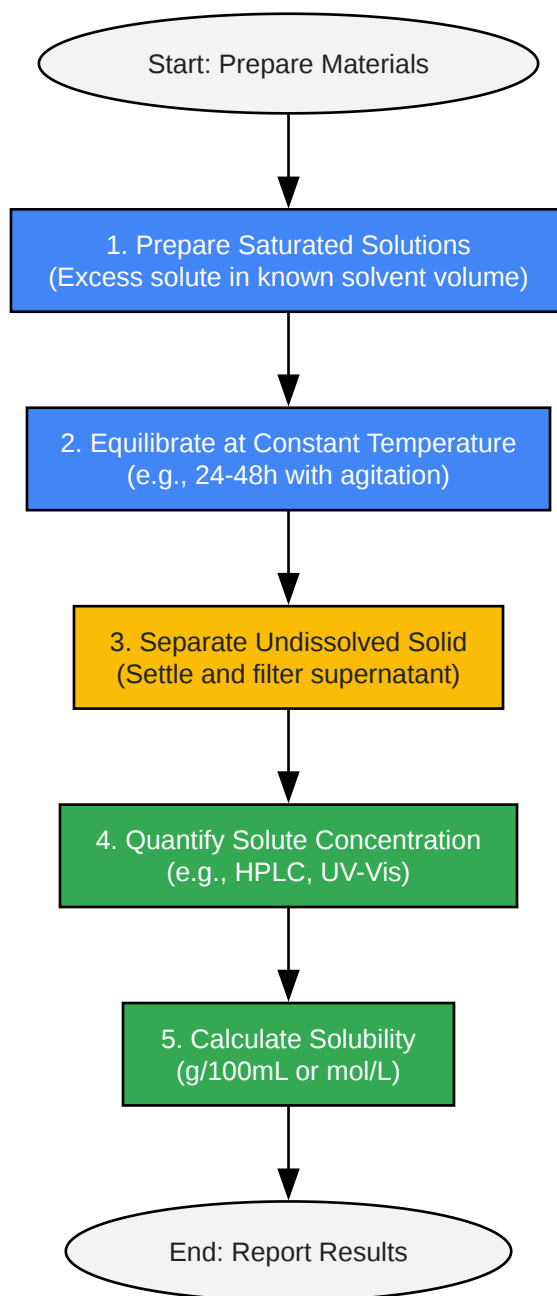 Start: Prepare Materials
1. Prepare Saturated Solutions
(Excess solute in known solvent volume)
2. Equilibrate at Constant Temperature
(e.g., 24-48h with agitation)
3. Separate Undissolved Solid
(Settle and filter supernatant)
4. Quantify Solute Concentration
(e.g., HPLC, UV-Vis)
5. Calculate Solubility
(g/100mL or mol/L)
End: Report Results